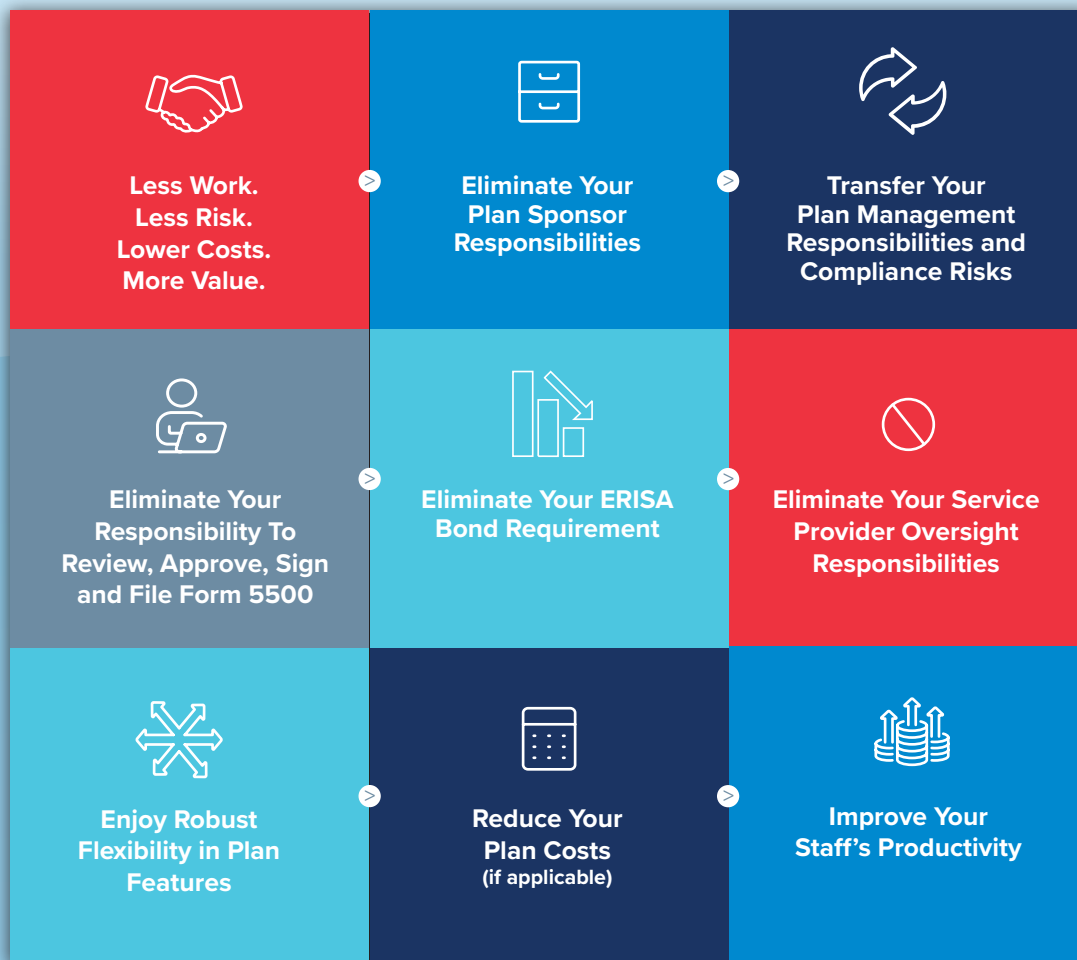 Less Work.
Less Risk.
Lower Costs.
More Value.
>
Eliminate Your
Plan Sponsor
Responsibilities
>
Transfer Your
Plan Management
Responsibilities and
Compliance Risks
Eliminate Your
Responsibility To
Review, Approve, Sign
and File Form 5500
>
Eliminate Your ERISA
Bond Requirement
>
Eliminate Your Service
Provider Oversight
Responsibilities
Enjoy Robust
Flexibility in Plan
Features
>
Reduce Your
Plan Costs
(if applicable)
>
Improve Your
Staff’s Productivity